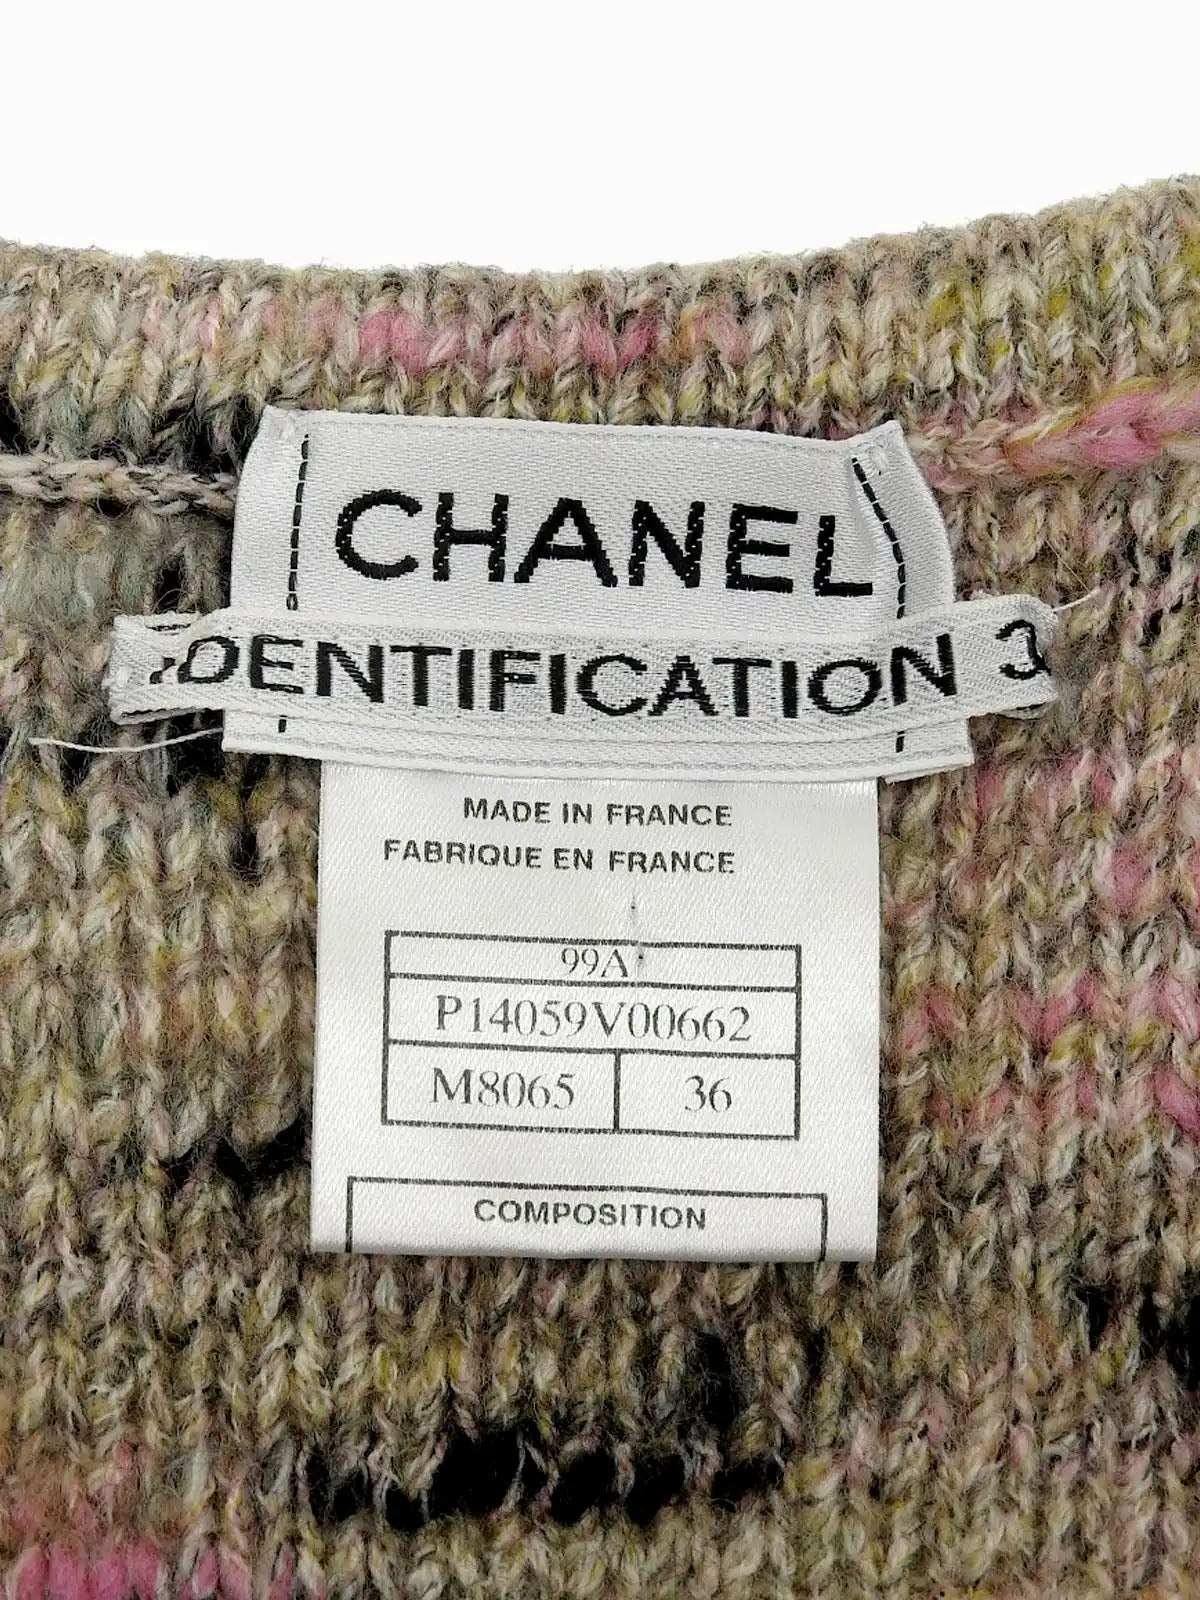 CHANEL
IDENTIFICATION 3
MADE IN FRANCE
FABRIQUE EN FRANCE
99A
P14059V00662
M8065 36
COMPOSITION